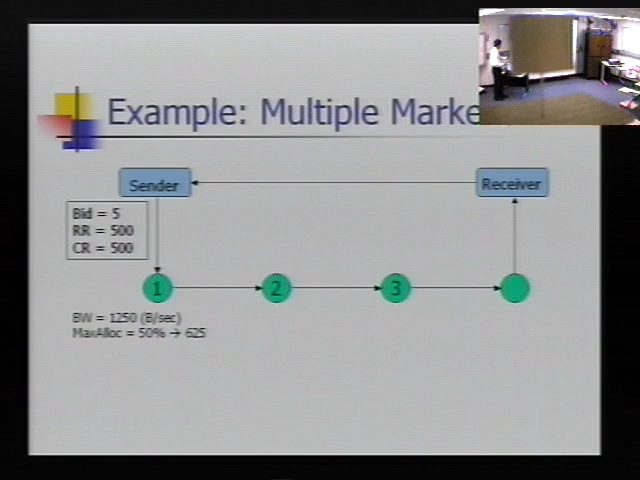 Example: Multiple Marke
Sender
Receiver
Bid = 5
RR = 500
CR = 500
1
2
3
BW = 1250 (B/sec)
MaxAlloc = 50% → 625